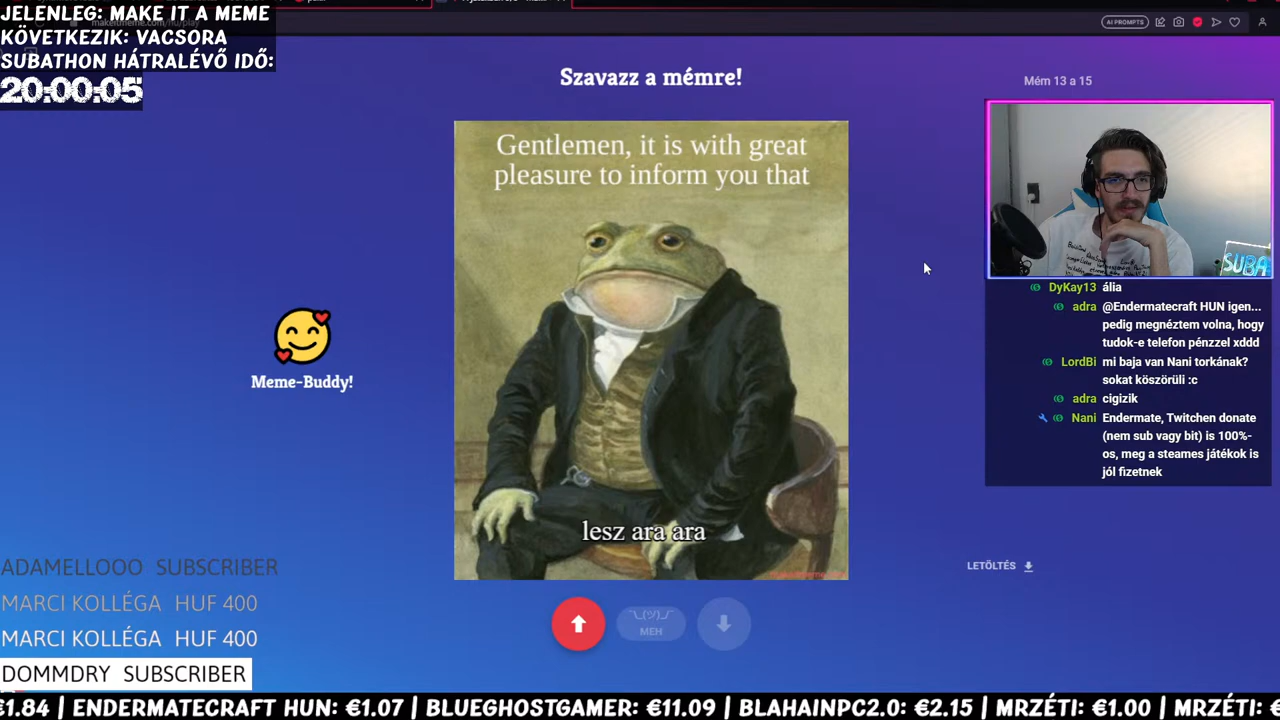 JELENLEG: MAKE IT A MEME
KÖVETKEZIK: VACSORA
SUBATHON HÁTRALÉVŐ IDŐ:
20:00:05
AI PROMPTS
Szavazz a mémre!
Mém 13 a 15
Gentlemen, it is with great
pleasure to inform you that
lesz ara ara
Meme-Buddy!
SUBA
DyKay13 ália
adra @Endermatecraft HUN igen...
pedig megnéztem volna, hogy
tudok-e telefon pénzzel xddd
LordBi mi baja van Nani torkának?
sokat köszörüli :c
adra cigizik
Nani Endermate, Twitchen donate
(nem sub vagy bit) is 100%-
os, meg a steames játékok is
jól fizetnek
LETÖLTÉS
¯\_(ツ)_/¯
MEH
ADAMELLOOO SUBSCRIBER
MARCI KOLLÉGA HUF 400
MARCI KOLLÉGA HUF 400
DOMMDRY SUBSCRIBER
€1.84 | ENDERMATECRAFT HUN: €1.07 | BLUEGHOSTGAMER: €11.09 | BLAHAINPC2.0: €2.15 | MRZÉTI: €1.00 | MRZÉTI: €